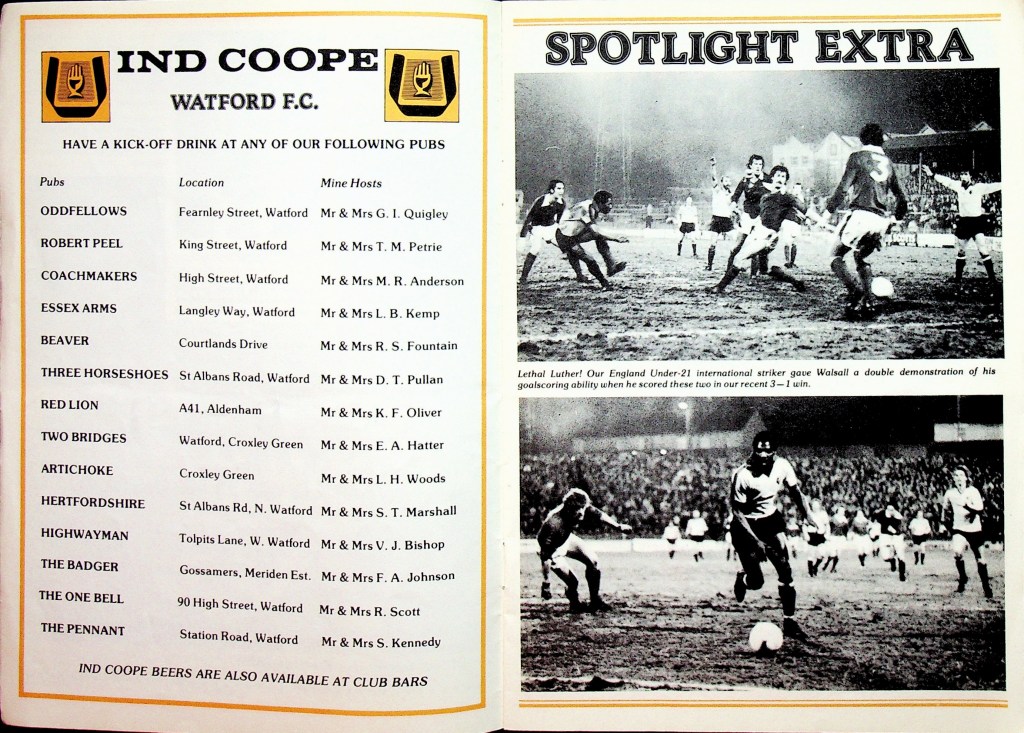 IND COOPE
WATFORD F.C.
HAVE A KICK-OFF DRINK AT ANY OF OUR FOLLOWING PUBS
Pubs Location Mine Hosts
ODDFELLOWS Fearnley Street, Watford Mr & Mrs G. I. Quigley
ROBERT PEEL King Street, Watford Mr & Mrs T. M. Petrie
COACHMAKERS High Street, Watford Mr & Mrs M. R. Anderson
ESSEX ARMS Langley Way, Watford Mr & Mrs L. B. Kemp
BEAVER Courtlands Drive Mr & Mrs R. S. Fountain
THREE HORSESHOES St Albans Road, Watford Mr & Mrs D. T. Pullan
RED LION A41, Aldenham Mr & Mrs K. F. Oliver
TWO BRIDGES Watford, Croxley Green Mr & Mrs E. A. Hatter
ARTICHOKE Croxley Green Mr & Mrs L. H. Woods
HERTFORDSHIRE St Albans Rd, N. Watford Mr & Mrs S. T. Marshall
HIGHWAYMAN Tolpits Lane, W. Watford Mr & Mrs V. J. Bishop
THE BADGER Gossamers, Meriden Est. Mr & Mrs F. A. Johnson
THE ONE BELL 90 High Street, Watford Mr & Mrs R. Scott
THE PENNANT Station Road, Watford Mr & Mrs S. Kennedy
IND COOPE BEERS ARE ALSO AVAILABLE AT CLUB BARS
SPOTLIGHT EXTRA
3
Lethal Luther! Our England Under-21 international striker gave Walsall a double demonstration of his
goalscoring ability when he scored these two in our recent 3—1 win.